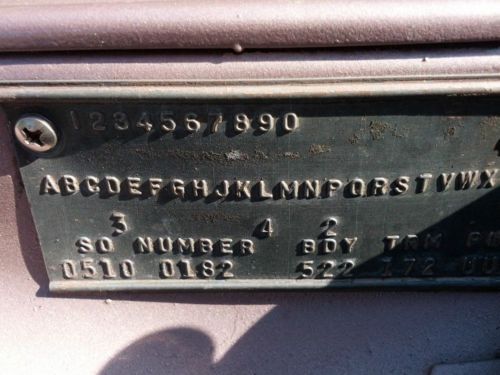 1234567890
ABCDEFGHJKLMNPQRSTVWX
3 4 2
SO NUMBER BDY TRM
0510 0182 522 172